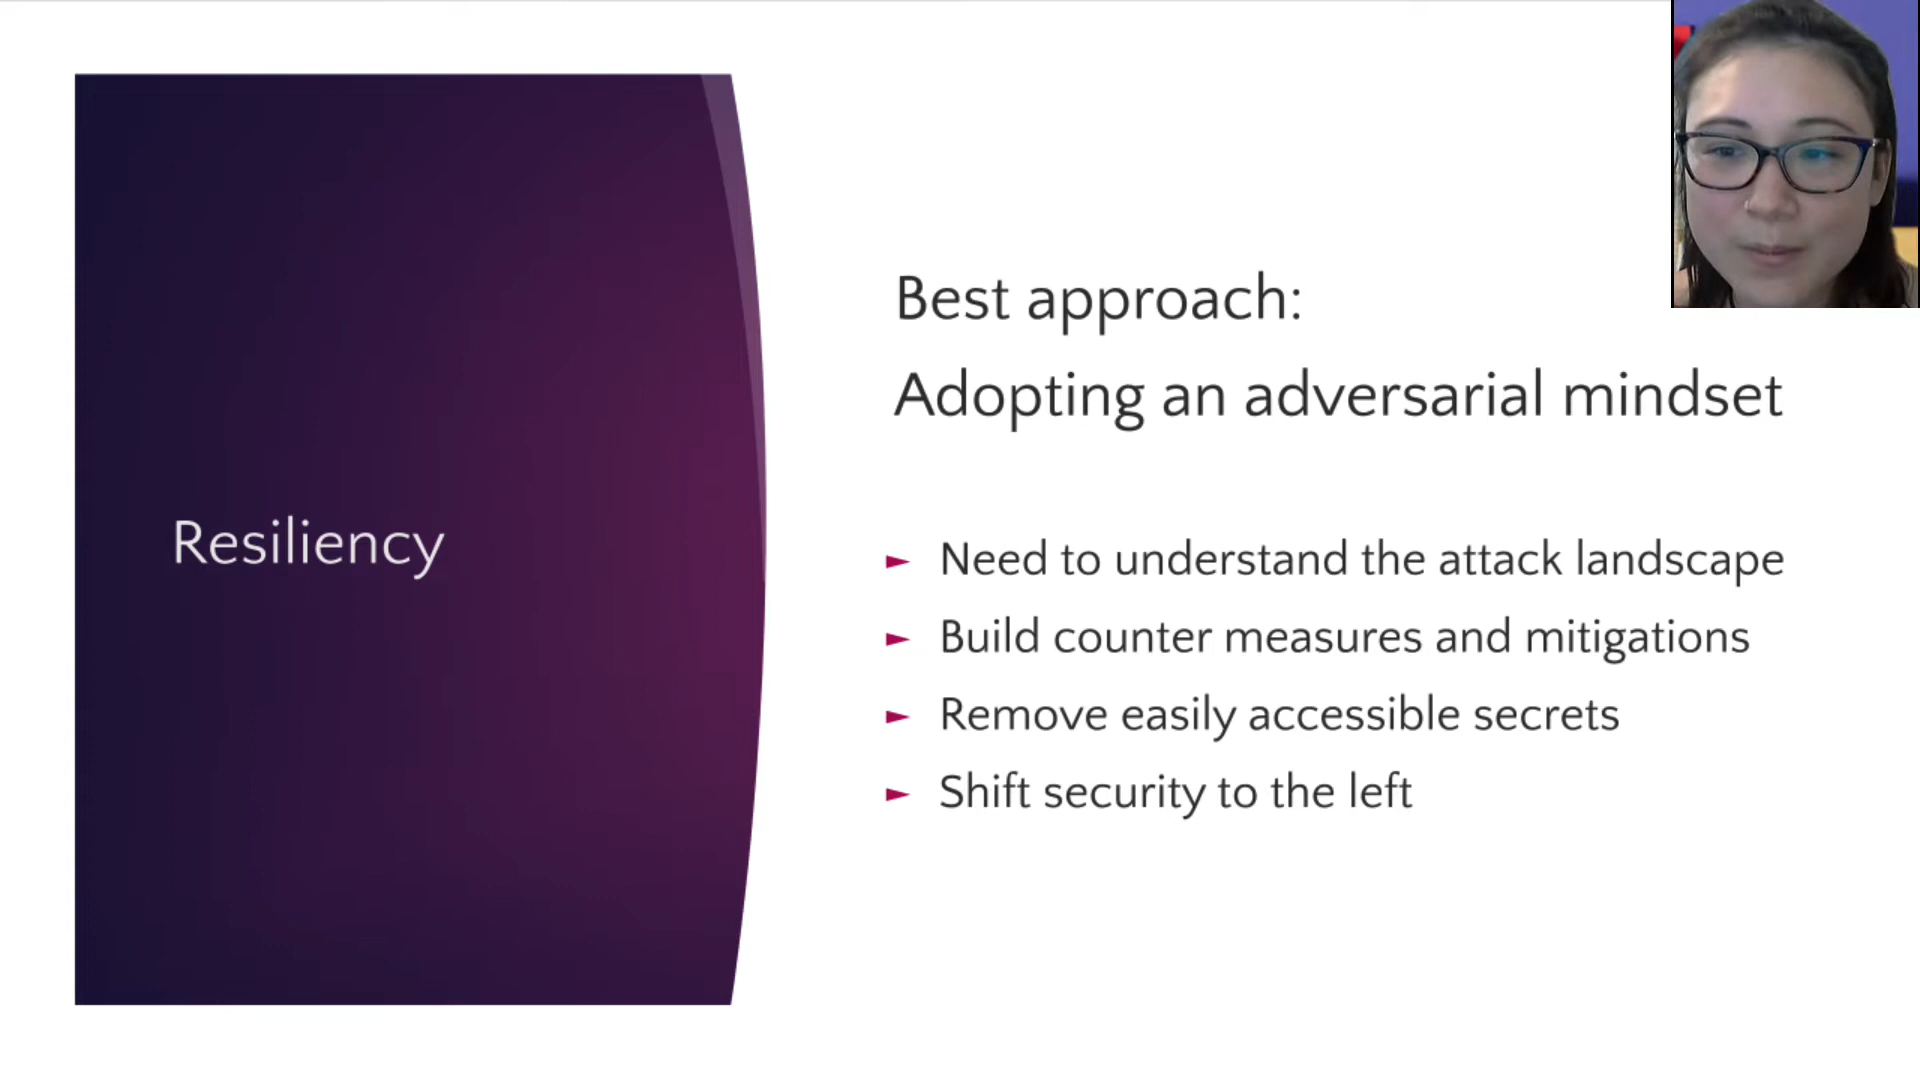 Resiliency
Best approach:
Adopting an adversarial mindset
► Need to understand the attack landscape
► Build counter measures and mitigations
► Remove easily accessible secrets
► Shift security to the left